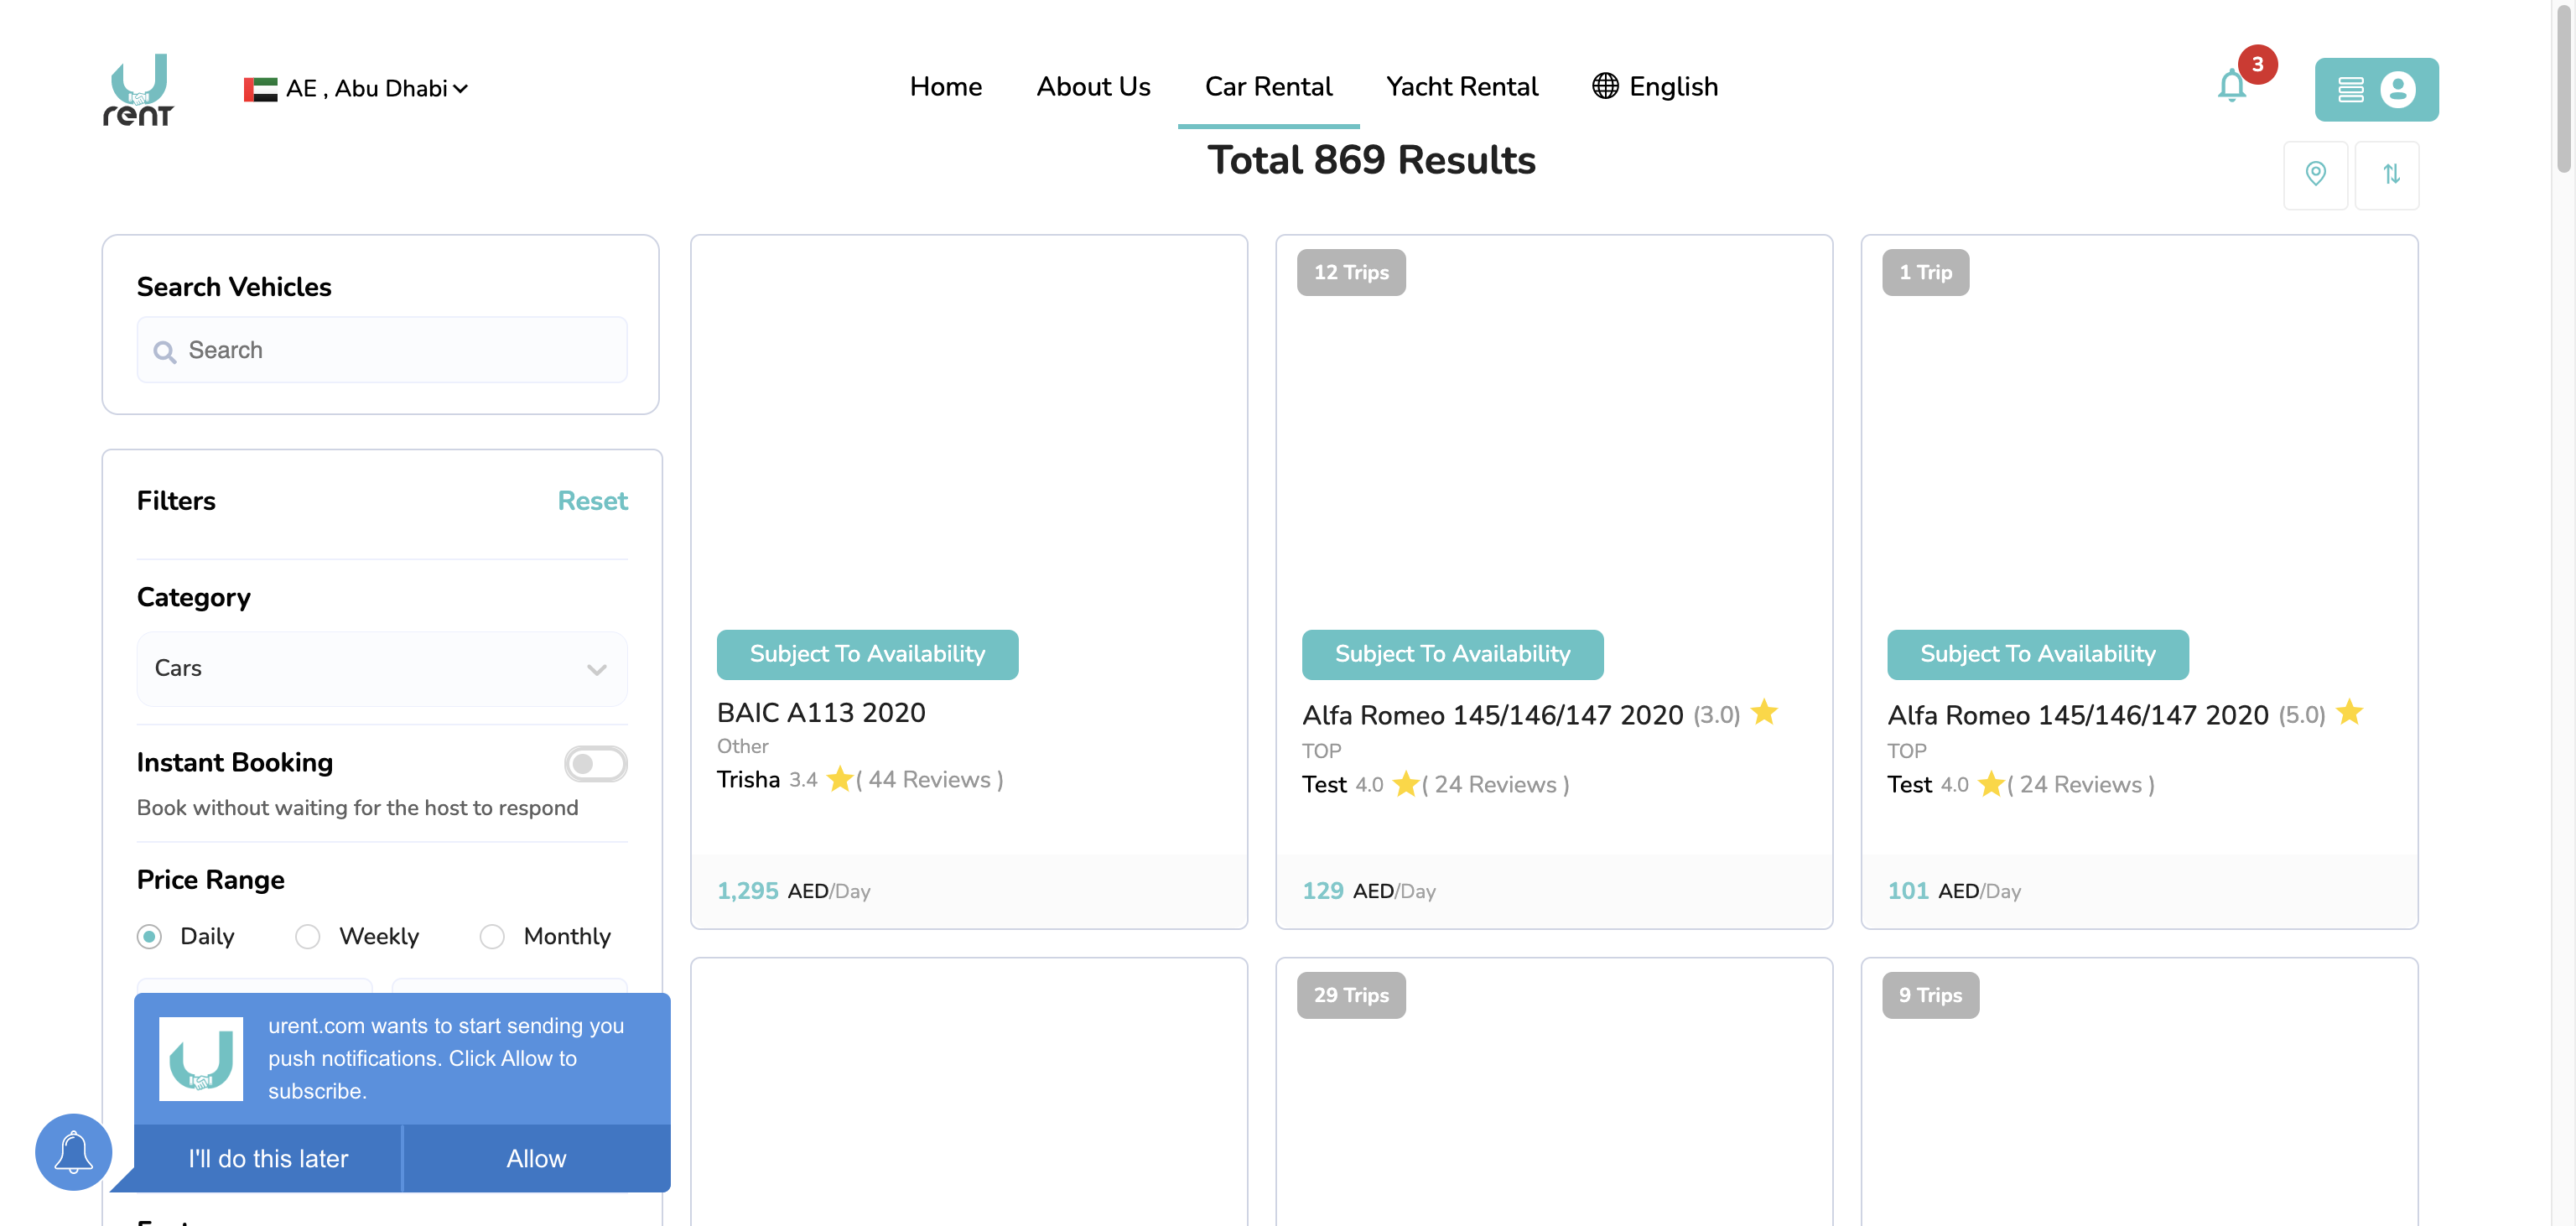 U
rent
AE , Abu Dhabi
Home
About Us
Car Rental
Yacht Rental
English
3
Total 869 Results
Search Vehicles
Search
Filters
Reset
Category
Cars
Instant Booking
Book without waiting for the host to respond
Price Range
Daily
Weekly
Monthly
urent.com wants to start sending you
push notifications. Click Allow to
subscribe.
I'll do this later
Allow
Subject To Availability
BAIC A113 2020
Other
Trisha 3.4 ( 44 Reviews )
1,295 AED/Day
12 Trips
Subject To Availability
Alfa Romeo 145/146/147 2020 (3.0)
TOP
Test 4.0 ( 24 Reviews )
129 AED/Day
1 Trip
Subject To Availability
Alfa Romeo 145/146/147 2020 (5.0)
TOP
Test 4.0 ( 24 Reviews )
101 AED/Day
29 Trips
9 Trips